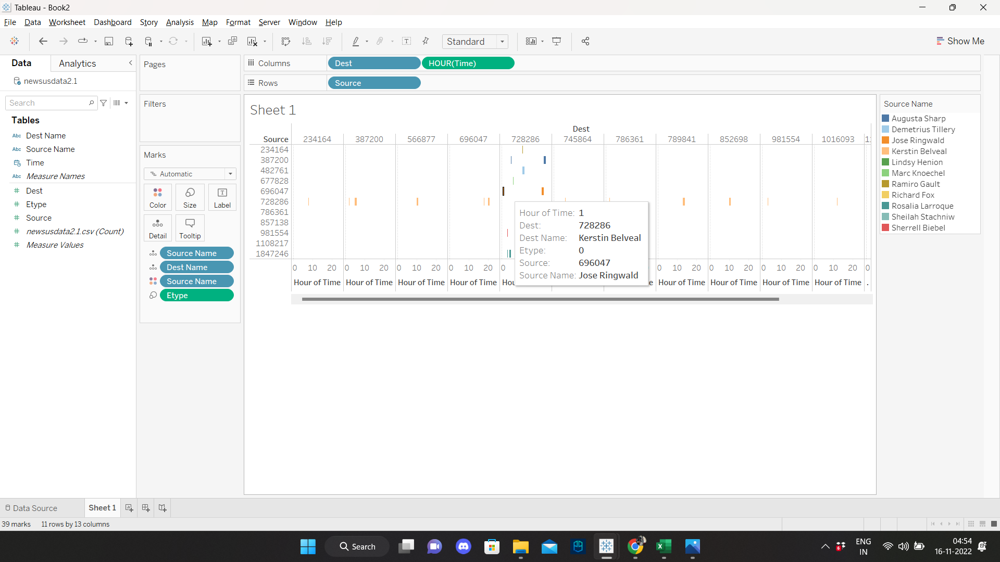 Tableau - Book2
File Data Worksheet Dashboard Story Analysis Map Format Server Window Help
Standard
Show Me
Data Analytics
newsusdata2.1
Search
Tables
Abc Dest Name
Abc Source Name
Time
Abc Measure Names
Dest
Etype
Source
newsusdata2.1.csv (Count)
Measure Values
Pages
Filters
Marks
Automatic
Color Size Label
Detail Tooltip
Source Name
Dest Name
Source Name
Etype
Columns Dest HOUR(Time)
Rows Source
Sheet 1
Dest
Source 234164 387200 566877 696047 728286 745864 786361 789841 852698 981554 1016093
234164
387200
482761
677828
696047
728286
786361
857138
981554
1108217
1847246
0 10 20 0 10 20 0 10 20 0 10 20 0 0 10 20 0 10 20 0 10 20 0 10 20 0
Hour of Time Hour of Time Hour of Time Hour of Time Hou e Hour of Time Hour of Time Hour of Time Hour of Time .
Hour of Time: 1
Dest: 728286
Dest Name: Kerstin Belveal
Etype: 0
Source: 696047
Source Name: Jose Ringwald
Source Name
Augusta Sharp
Demetrius Tillery
Jose Ringwald
Kerstin Belveal
Lindsy Henion
Marc Knoechel
Ramiro Gault
Richard Fox
Rosalia Larroque
Sheilah Stachniw
Sherrell Biebel
Data Source Sheet 1
39 marks 11 rows by 13 columns
Search
6
ENG
IN
04:54
16-11-2022